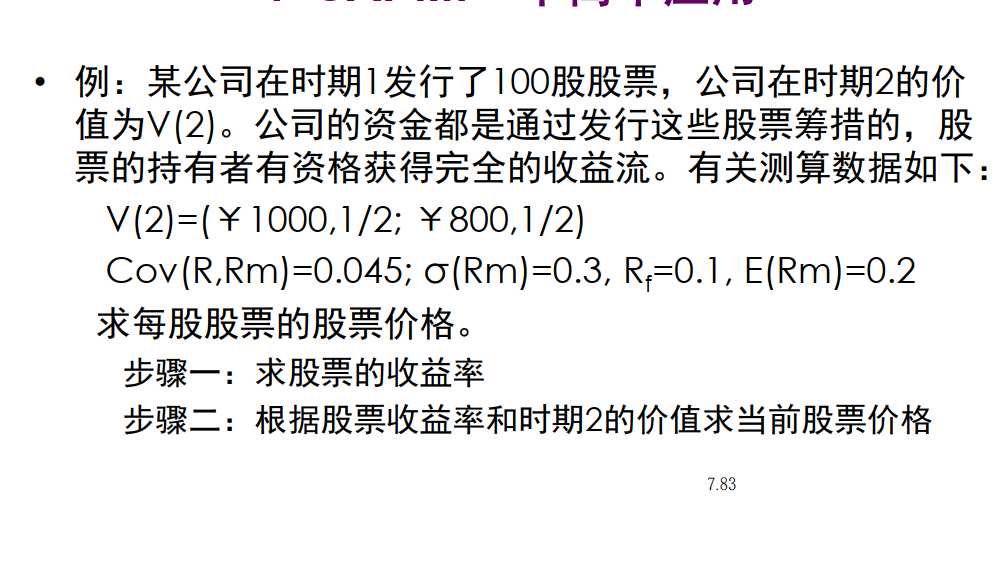 • 例：某公司在时期1发行了100股股票，公司在时期2的价
值为V(2)。公司的资金都是通过发行这些股票筹措的，股
票的持有者有资格获得完全的收益流。有关测算数据如下：
V(2)=(￥1000,1/2; ￥800,1/2)
Cov(R,Rm)=0.045; σ(Rm)=0.3, Rf=0.1, E(Rm)=0.2
求每股股票的股票价格。
步骤一：求股票的收益率
步骤二：根据股票收益率和时期2的价值求当前股票价格
7.83